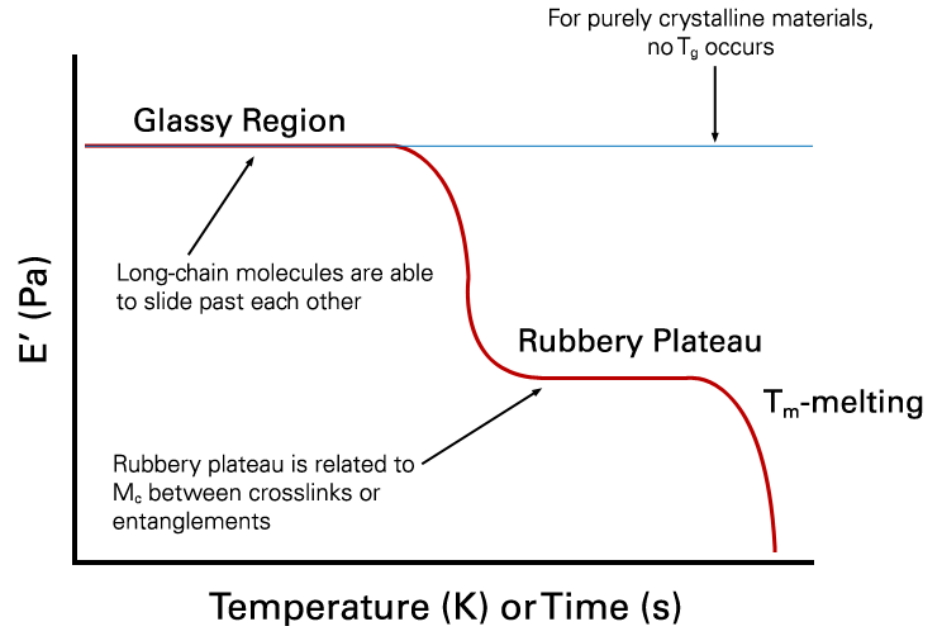 For purely crystalline materials,
no Tg occurs
Glassy Region
Long-chain molecules are able
to slide past each other
E' (Pa)
Rubbery Plateau
Tm-melting
Rubbery plateau is related to
Mc between crosslinks or
entanglements
Temperature (K) or Time (s)